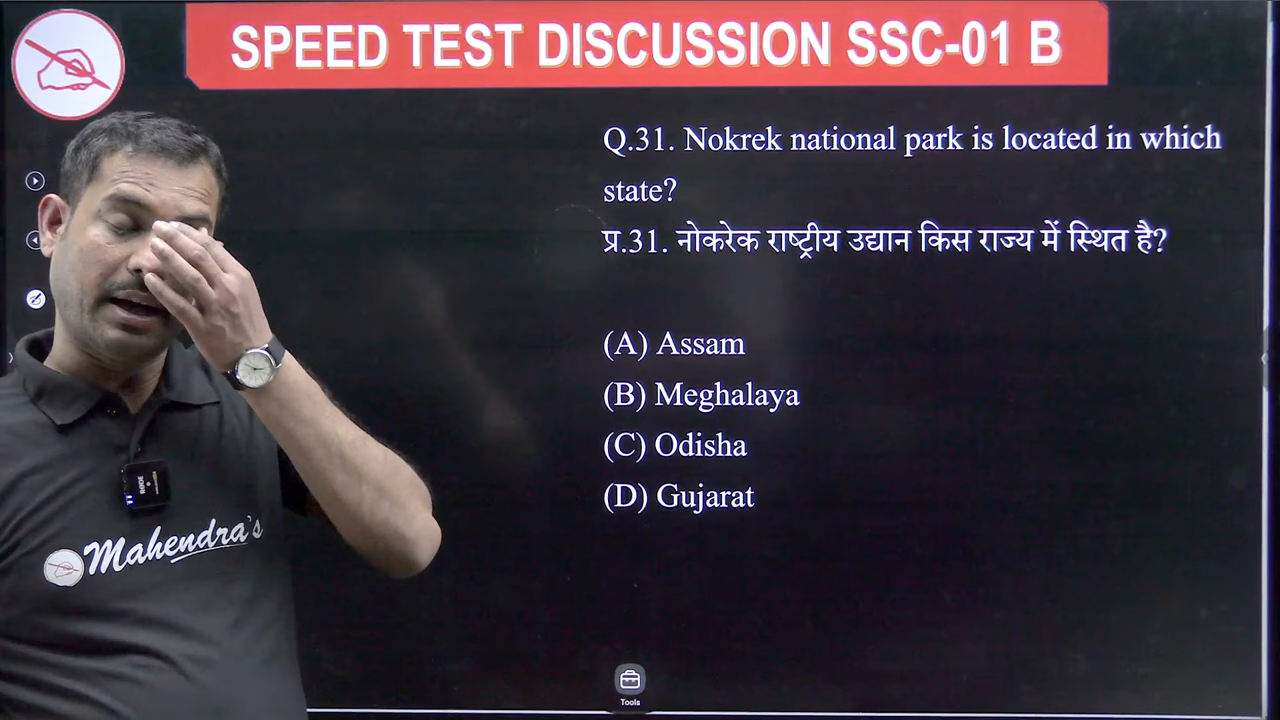 SPEED TEST DISCUSSION SSC-01 B
Q.31. Nokrek national park is located in which
state?
प्र.31. नोकरेक राष्ट्रीय उद्यान किस राज्य में स्थित है?
(A) Assam
(B) Meghalaya
(C) Odisha
(D) Gujarat
RODE
Mahendra's
Tools